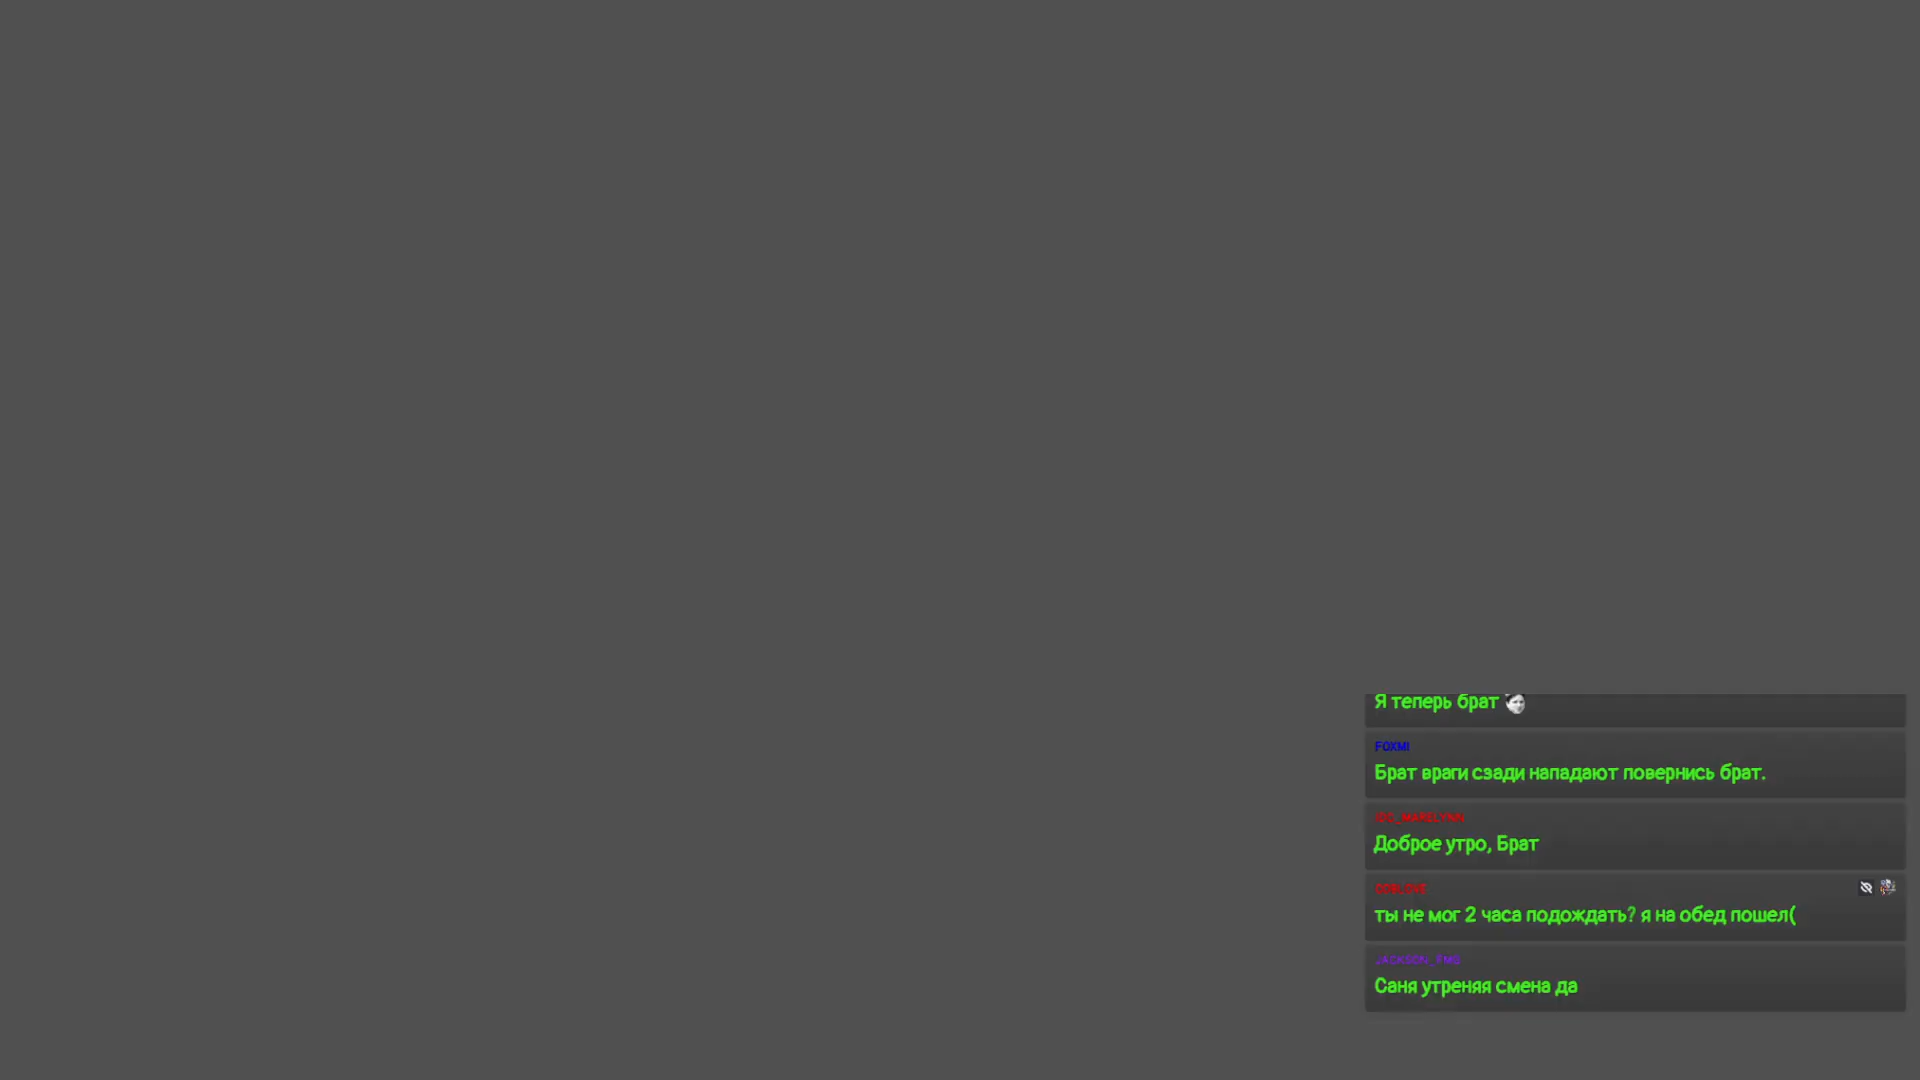 Я теперь брат
FOXMI
Брат враги сзади нападают повернись брат.
Доброе утро, Брат
ты не мог 2 часа подождать? я на обед пошел(
JACKSON_FMB
Саня утреняя смена да